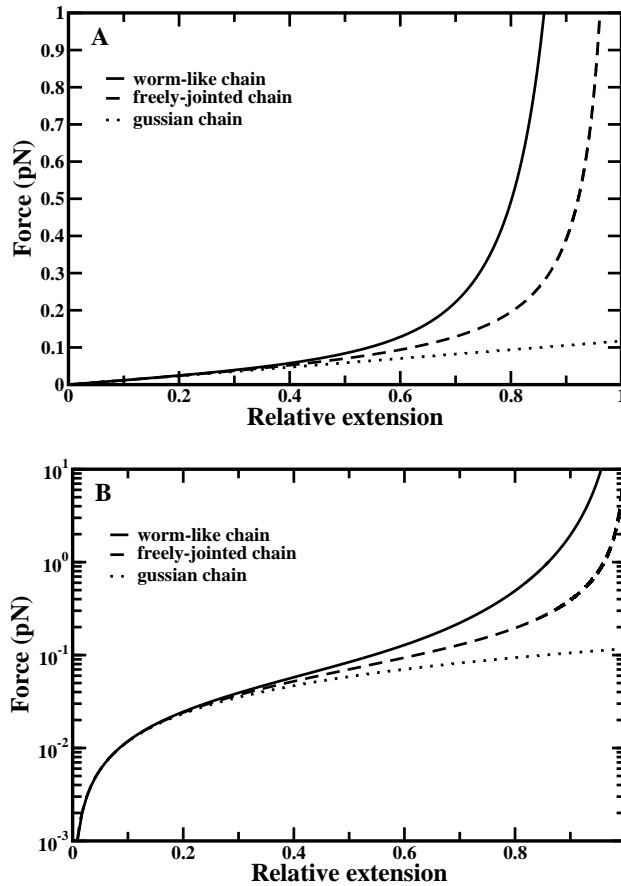 A
1
0.9
0.8
0.7
0.6
0.5
0.4
0.3
0.2
0.1
0
Force (pN)
worm-like chain
freely-jointed chain
gussian chain
0 0.2 0.4 0.6 0.8 1
Relative extension
B
10^1
10^0
10^-1
10^-2
10^-3
Force (pN)
worm-like chain
freely-jointed chain
gussian chain
0 0.2 0.4 0.6 0.8
Relative extension